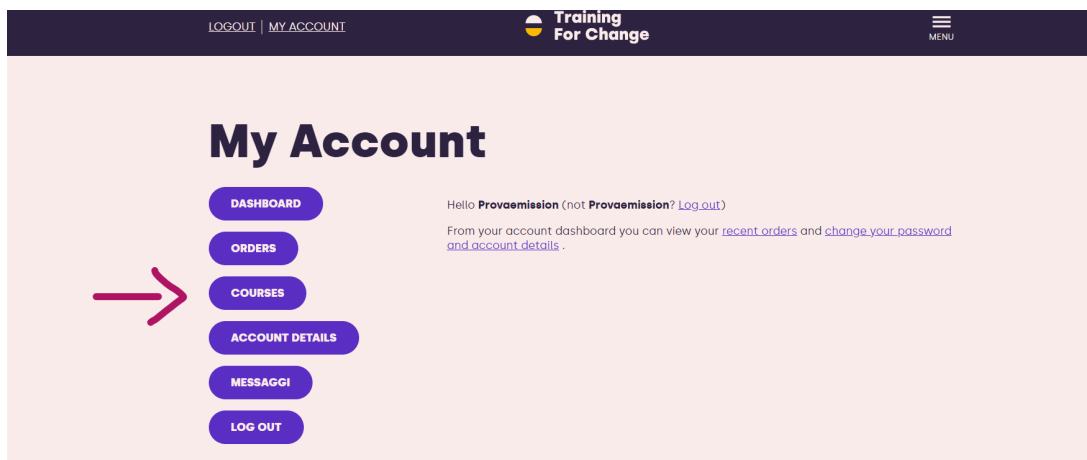 LOGOUT | MY ACCOUNT
Training
For Change
MENU
My Account
DASHBOARD
ORDERS
COURSES
ACCOUNT DETAILS
MESSAGGI
LOG OUT
Hello Provaemission (not Provaemission? Log out)
From your account dashboard you can view your recent orders and change your password
and account details .